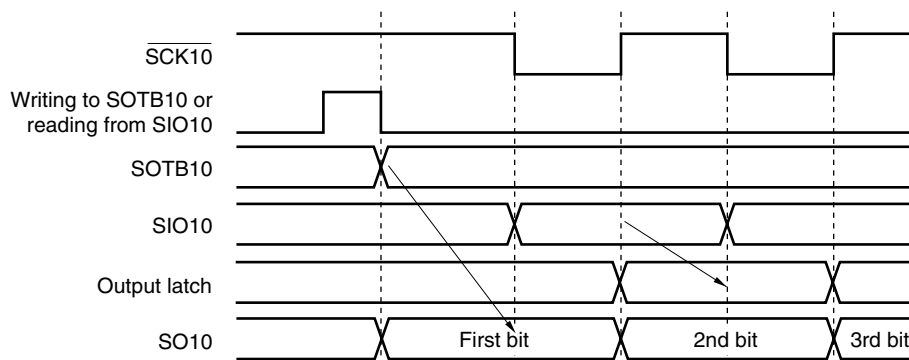 SCK10
Writing to SOTB10 or
reading from SIO10
SOTB10
SIO10
Output latch
SO10
First bit
2nd bit
3rd bit